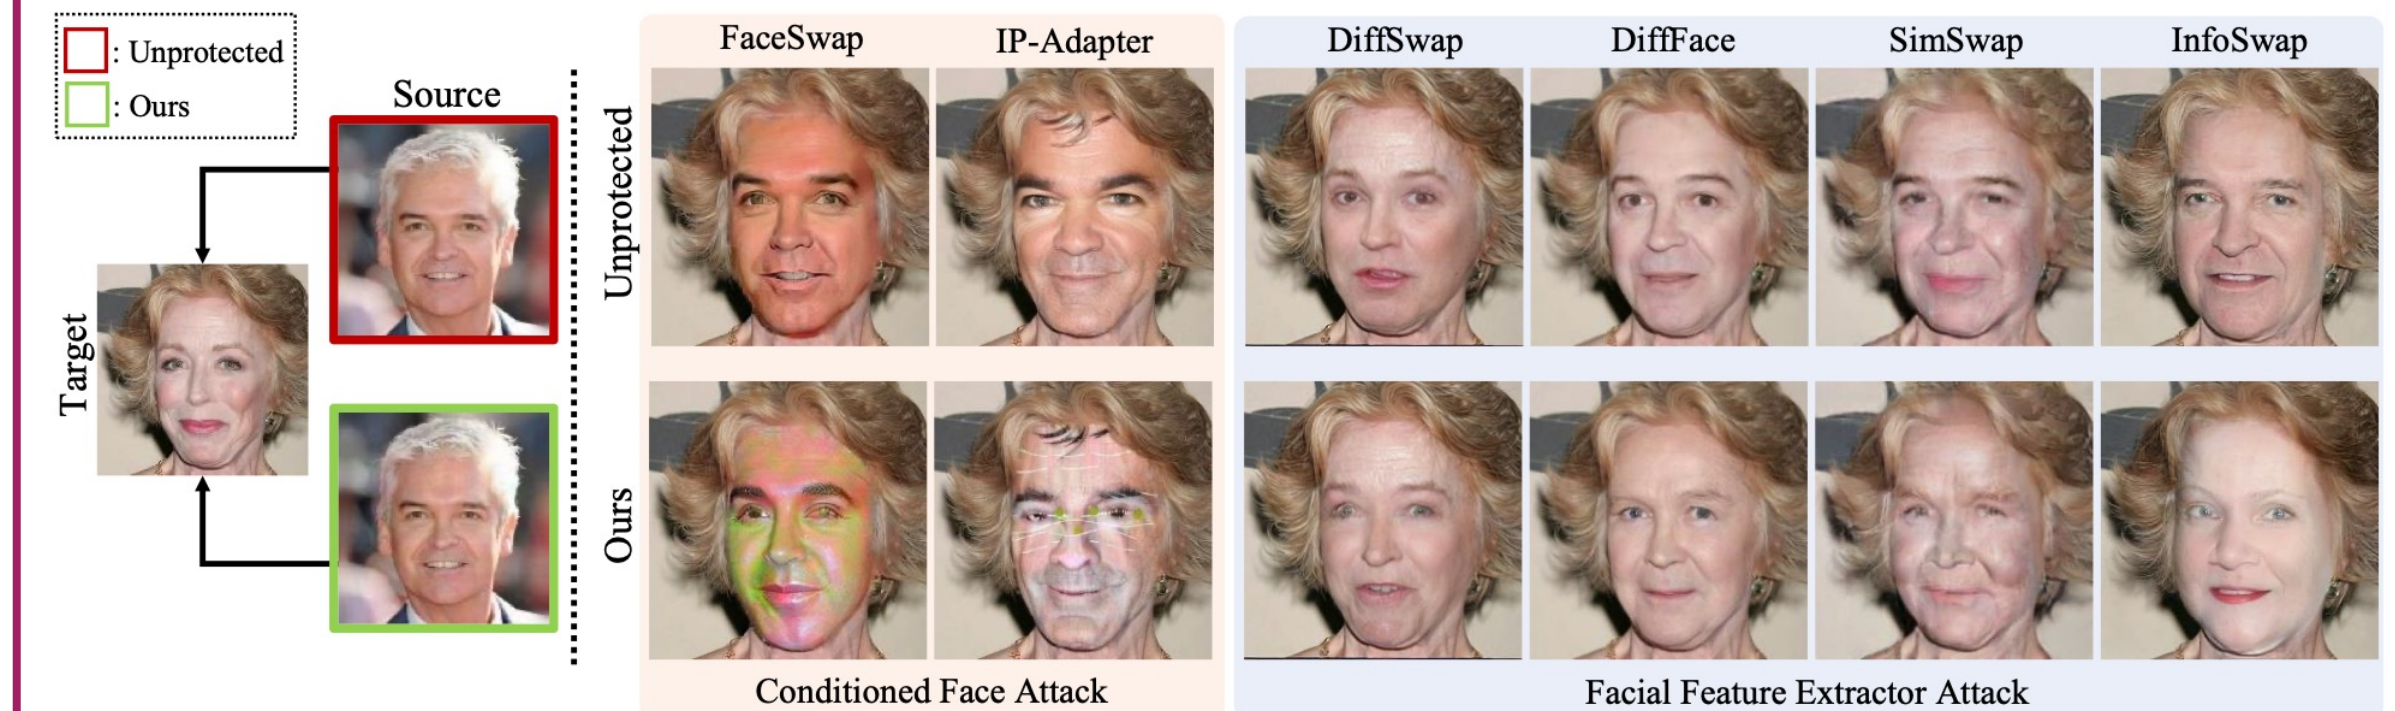 : Unprotected
: Ours
Source
Target
FaceSwap
IP-Adapter
DiffSwap
DiffFace
SimSwap
InfoSwap
Unprotected
Ours
Conditioned Face Attack
Facial Feature Extractor Attack